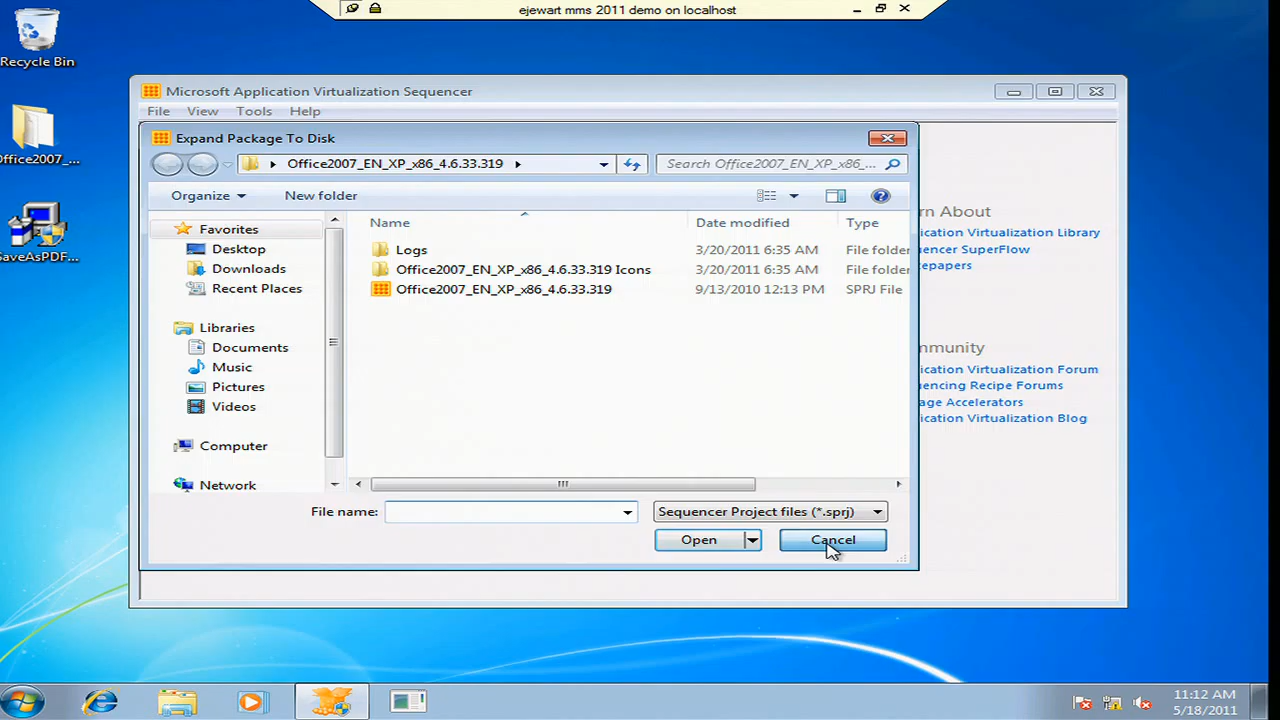 ejewart mms 2011 demo on localhost
Recycle Bin
Office2007_...
SaveAsPDF...
Microsoft Application Virtualization Sequencer
File View Tools Help
Expand Package To Disk
Office2007_EN_XP_x86_4.6.33.319
Search Office2007_EN_XP_x86_...
Organize New folder
Favorites
Desktop
Downloads
Recent Places
Libraries
Documents
Music
Pictures
Videos
Computer
Network
Name Date modified Type
Logs 3/20/2011 6:35 AM File folder
Office2007_EN_XP_x86_4.6.33.319 Icons 3/20/2011 6:35 AM File folder
Office2007_EN_XP_x86_4.6.33.319 9/13/2010 12:13 PM SPRJ File
File name: Sequencer Project files (*.sprj)
Open Cancel
rn About
ication Virtualization Library
uencer SuperFlow
epapers
mmunity
ication Virtualization Forum
encing Recipe Forums
age Accelerators
ication Virtualization Blog
11:12 AM
5/18/2011